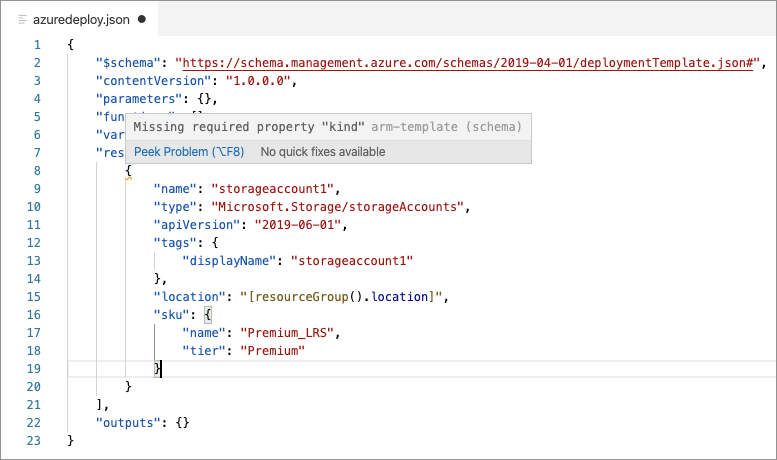 azuredeploy.json ●
1 {
2 "$schema": "https://schema.management.azure.com/schemas/2019-04-01/deploymentTemplate.json#",
3 "contentVersion": "1.0.0.0",
4 "parameters": {},
5 "func
6 "var
7 "res
Missing required property "kind" arm-template (schema)
Peek Problem (⌥F8) No quick fixes available
8 {
9 "name": "storageaccount1",
10 "type": "Microsoft.Storage/storageAccounts",
11 "apiVersion": "2019-06-01",
12 "tags": {
13 "displayName": "storageaccount1"
14 },
15 "location": "[resourceGroup().location]",
16 "sku": {
17 "name": "Premium_LRS",
18 "tier": "Premium"
19 }
20 }
21 ],
22 "outputs": {}
23 }